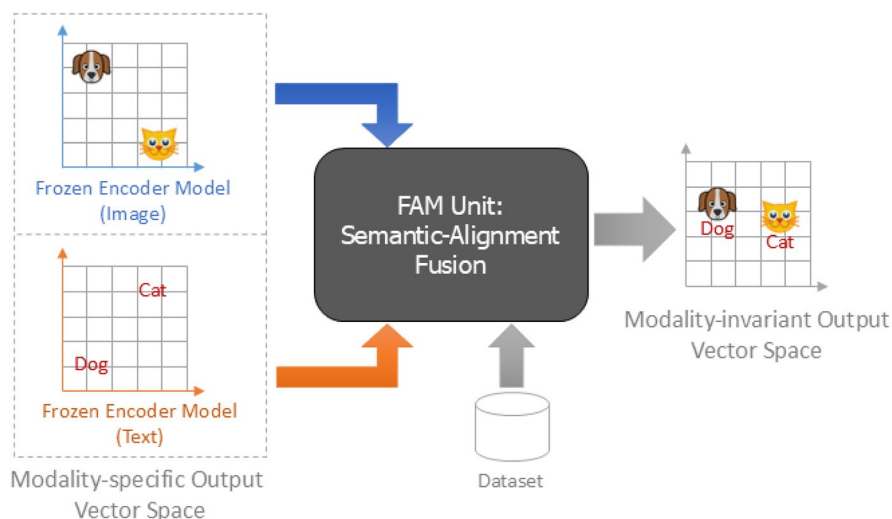 Frozen Encoder Model
(Image)
Cat
Dog
Frozen Encoder Model
(Text)
Modality-specific Output
Vector Space
FAM Unit:
Semantic-Alignment
Fusion
Dataset
Dog
Cat
Modality-invariant Output
Vector Space